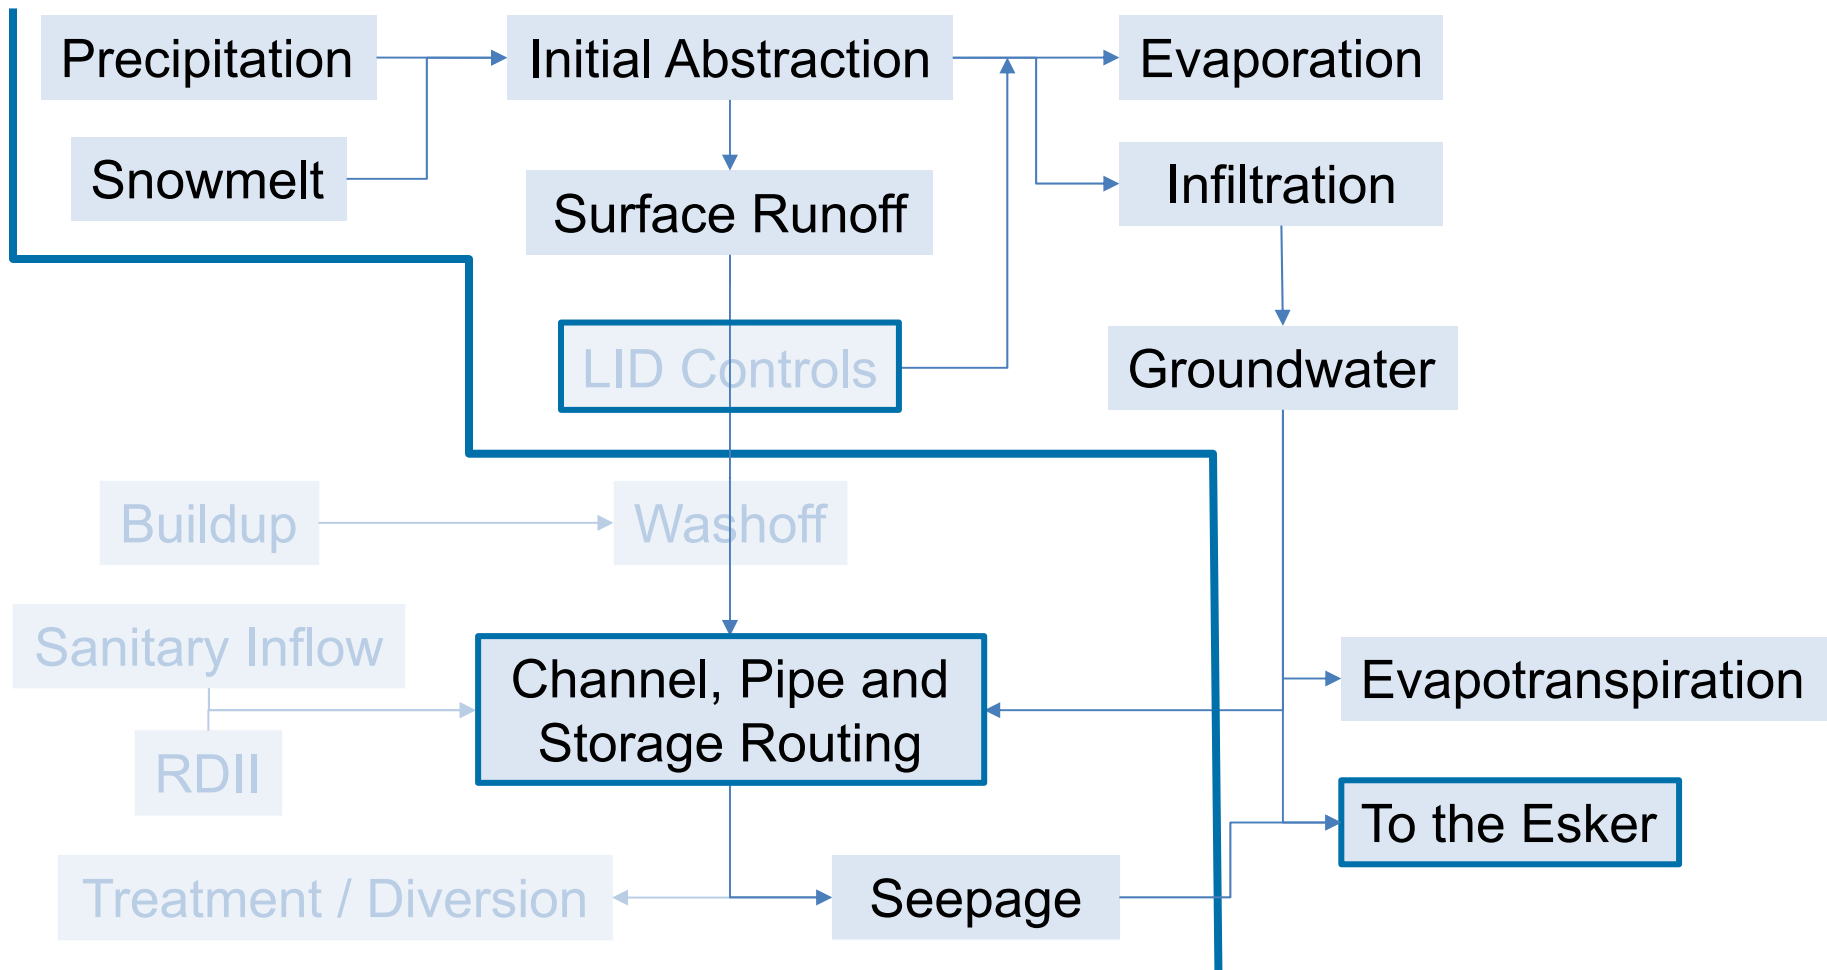 Precipitation
Initial Abstraction
Evaporation
Snowmelt
Surface Runoff
Infiltration
LID Controls
Groundwater
Buildup
Washoff
Sanitary Inflow
Channel, Pipe and
Storage Routing
Evapotranspiration
RDII
To the Esker
Treatment / Diversion
Seepage